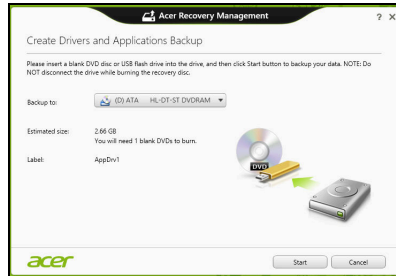 Acer Recovery Management
? X
Create Drivers and Applications Backup
Please insert a blank DVD disc or USB flash drive into the drive, and then click Start button to backup your data. NOTE: Do
NOT disconnect the drive while burning the recovery disc.
Backup to: (D) ATA HL-DT-ST DVDRAM
Estimated size: 2.66 GB
You will need 1 blank DVDs to burn.
Label: AppDrv1
DVD
acer
Start Cancel